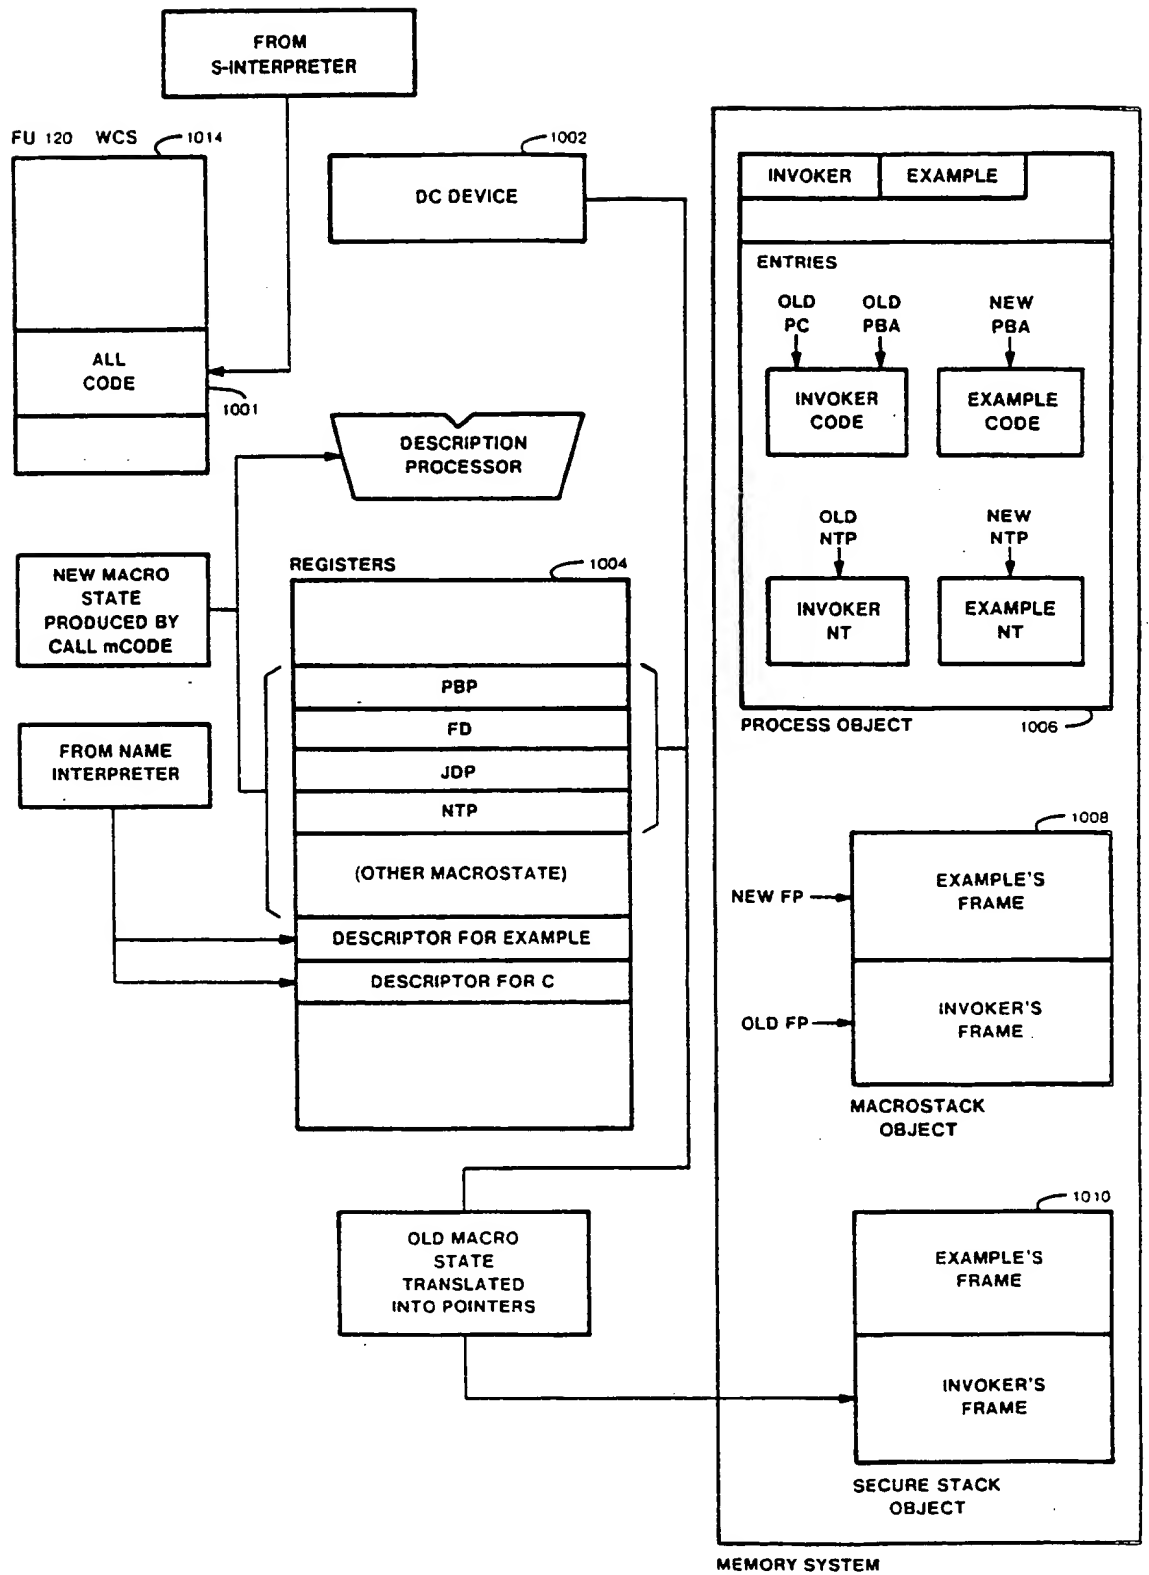 FROM
S-INTERPRETER
FU 120 WCS
1014
1002
DC DEVICE
INVOKER
EXAMPLE
ENTRIES
OLD
PC
OLD
PBA
NEW
PBA
ALL
CODE
1001
INVOKER
CODE
EXAMPLE
CODE
DESCRIPTION
PROCESSOR
OLD
NTP
NEW
NTP
REGISTERS
1004
NEW MACRO
STATE
PRODUCED BY
CALL mCODE
INVOKER
NT
EXAMPLE
NT
PBP
FD
JDP
NTP
(OTHER MACROSTATE)
DESCRIPTOR FOR EXAMPLE
DESCRIPTOR FOR C
PROCESS OBJECT
1006
FROM NAME
INTERPRETER
1008
NEW FP
EXAMPLE'S
FRAME
OLD FP
INVOKER'S
FRAME
MACROSTACK
OBJECT
1010
OLD MACRO
STATE
TRANSLATED
INTO POINTERS
EXAMPLE'S
FRAME
INVOKER'S
FRAME
SECURE STACK
OBJECT
MEMORY SYSTEM